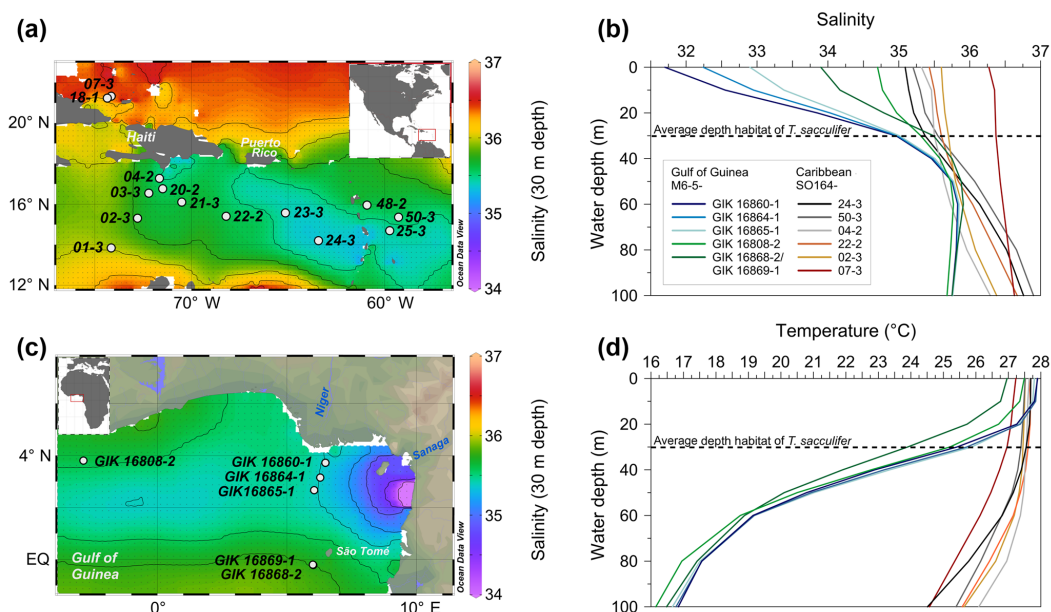 (a)
37
36
35
34
Salinity (30 m depth)
20° N
16° N
12° N
70° W
60° W
07-3
18-1
Haiti
Puerto
Rico
04-2
03-3
20-2
21-3
02-3
22-2
23-3
48-2
50-3
25-3
24-3
01-3
Ocean Data View
(b)
Salinity
32 33 34 35 36 37
0
20
40
60
80
100
Water depth (m)
Average depth habitat of T. sacculifer
Gulf of Guinea
M6-5-
GIK 16860-1
GIK 16864-1
GIK 16865-1
GIK 16808-2
GIK 16868-2/
GIK 16869-1
Caribbean
SO164-
24-3
50-3
04-2
22-2
02-3
07-3
(c)
37
36
35
34
Salinity (30 m depth)
4° N
EQ
0°
10° E
Niger
Sanaga
GIK 16808-2
GIK 16860-1
GIK 16864-1
GIK16865-1
São Tomé
GIK 16869-1
GIK 16868-2
Gulf of
Guinea
Ocean Data View
(d)
Temperature (°C)
16 17 18 19 20 21 22 23 24 25 26 27 28
0
20
40
60
80
100
Water depth (m)
Average depth habitat of T. sacculifer